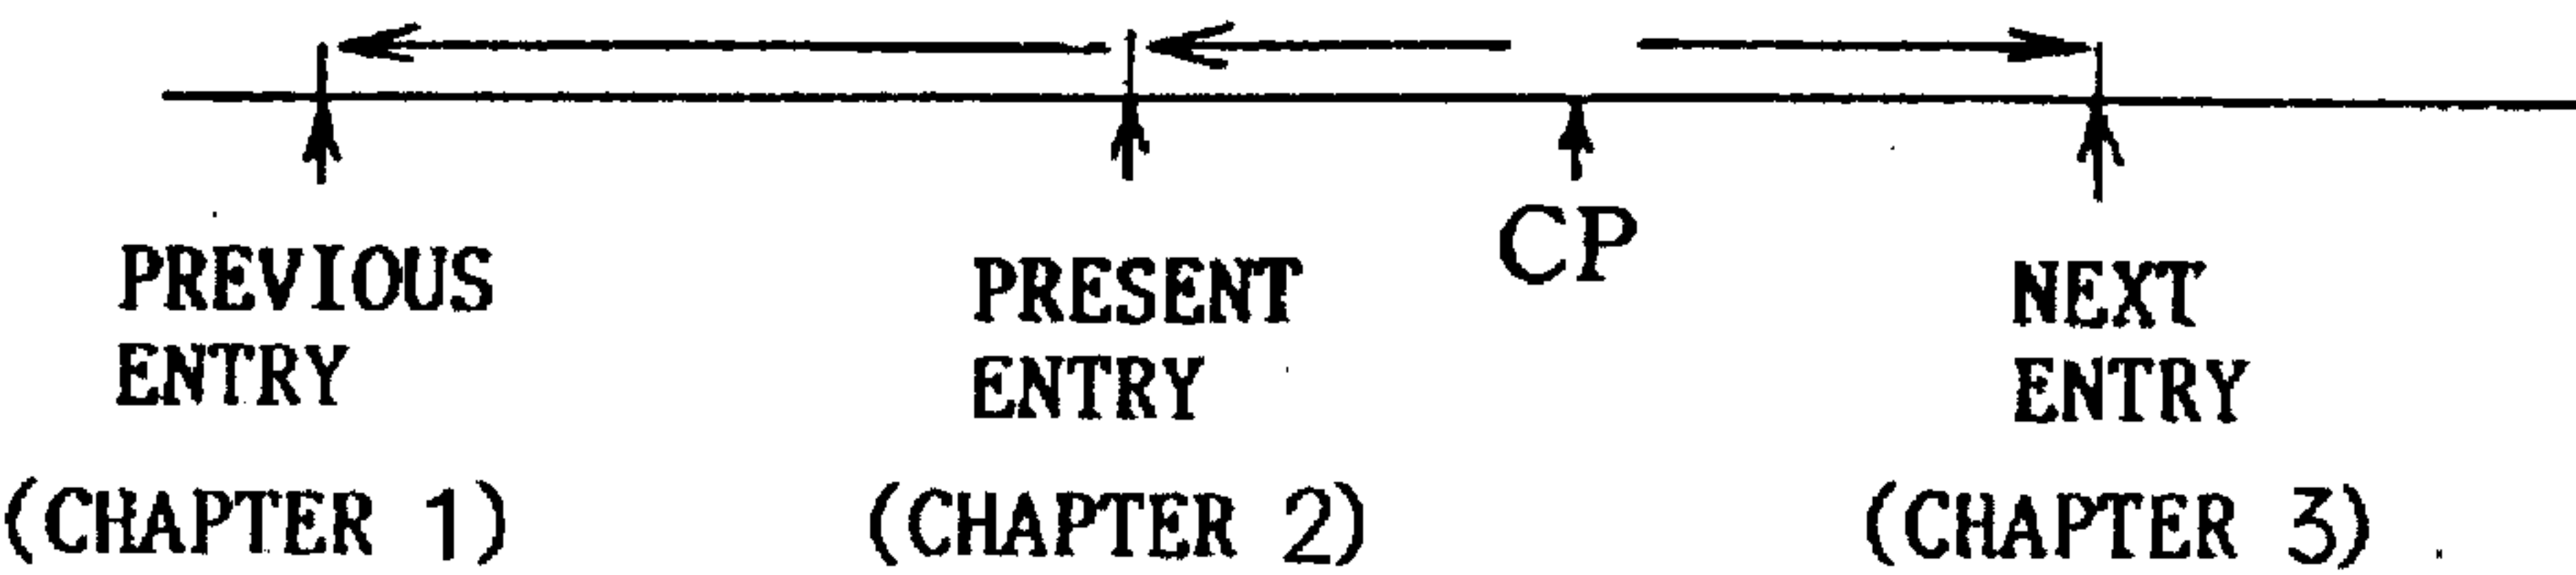 CP
PREVIOUS
ENTRY
(CHAPTER 1)
PRESENT
ENTRY
(CHAPTER 2)
NEXT
ENTRY
(CHAPTER 3)